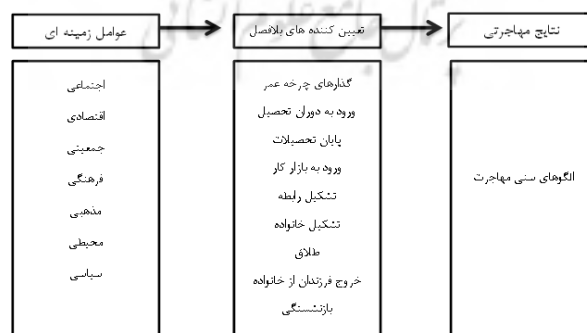 عوامل زمینه ای
تعیین کننده های بلافصل
نتایج مهاجرتی
اجتماعی
اقتصادی
جمعیتی
فرهنگی
مذهبی
محیطی
سیاسی
گذارهای چرخه عمر
ورود به دوران تحصیل
پایان تحصیلات
ورود به بازار کار
تشکیل رابطه
تشکیل خانواده
طلاق
خروج فرزندان از خانواده
بازنشستگی
الگوهای سنی مهاجرت